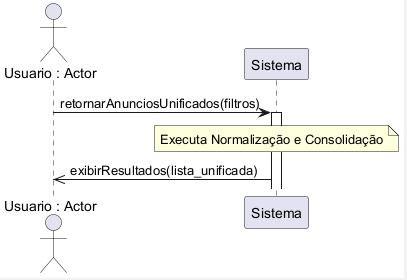 Usuario : Actor
Sistema
retornarAnunciosUnificados(filtros)
Executa Normalização e Consolidação
exibirResultados(lista_unificada)
Usuario : Actor
Sistema